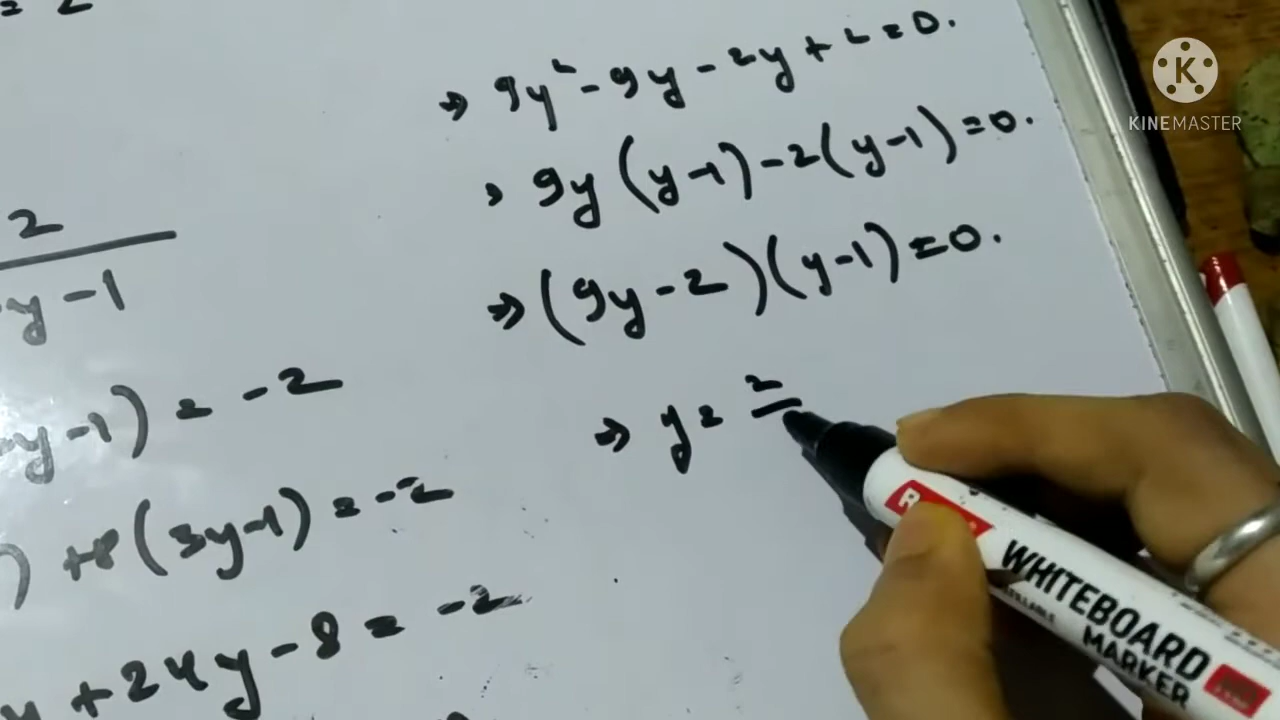 = 2
2
y - 1
y - 1) = -2
) + 8(3y - 1) = -2
y + 24y - 8 = -2
⇒ 9y² - 9y - 2y + 2 = 0.
⇒ 9y(y - 1) - 2(y - 1) = 0.
⇒ (9y - 2)(y - 1) = 0.
⇒ y = 2
K
KINEMASTER
WHITEBOARD
MARKER